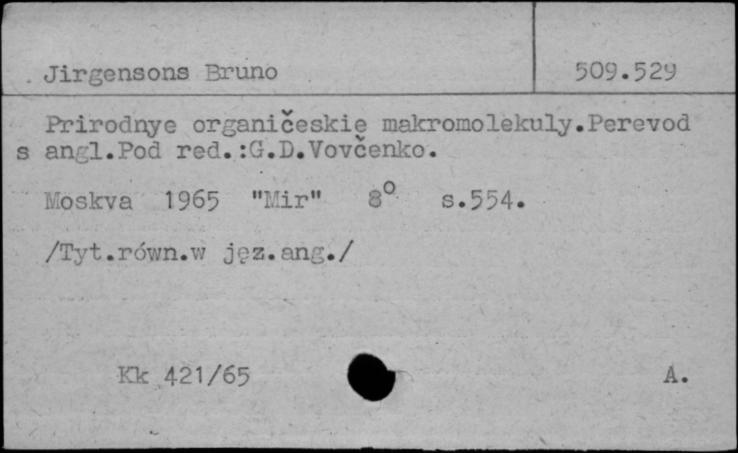 Jirgensons Bruno 509.529
Prirodnye organičeskie makromolekuly.Perevod
s angl.Pod red.:G.D.Vovčenko.
Moskva 1965 "Mir" 8° s.554.
/Tyt.równ.w jęz.ang./
Kk 421/65 A.